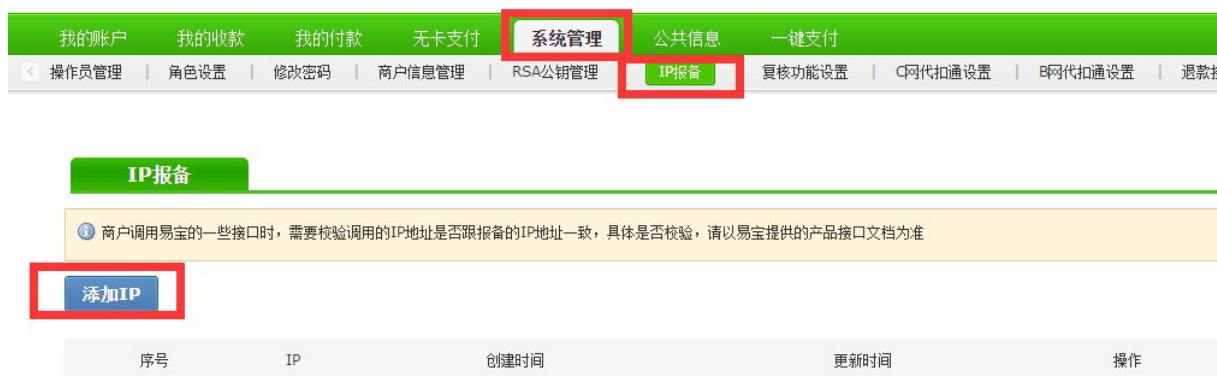 我的账户 我的收款 我的付款 无卡支付 系统管理 公共信息 一键支付
< 操作员管理 | 角色设置 | 修改密码 | 商户信息管理 | RSA公钥管理 IP报备 复核功能设置 | C网代扣通设置 | B网代扣通设置 | 退款
IP报备
商户调用易宝的一些接口时，需要校验调用的IP地址是否跟报备的IP地址一致，具体是否校验，请以易宝提供的产品接口文档为准
添加IP
序号 IP 创建时间 更新时间 操作